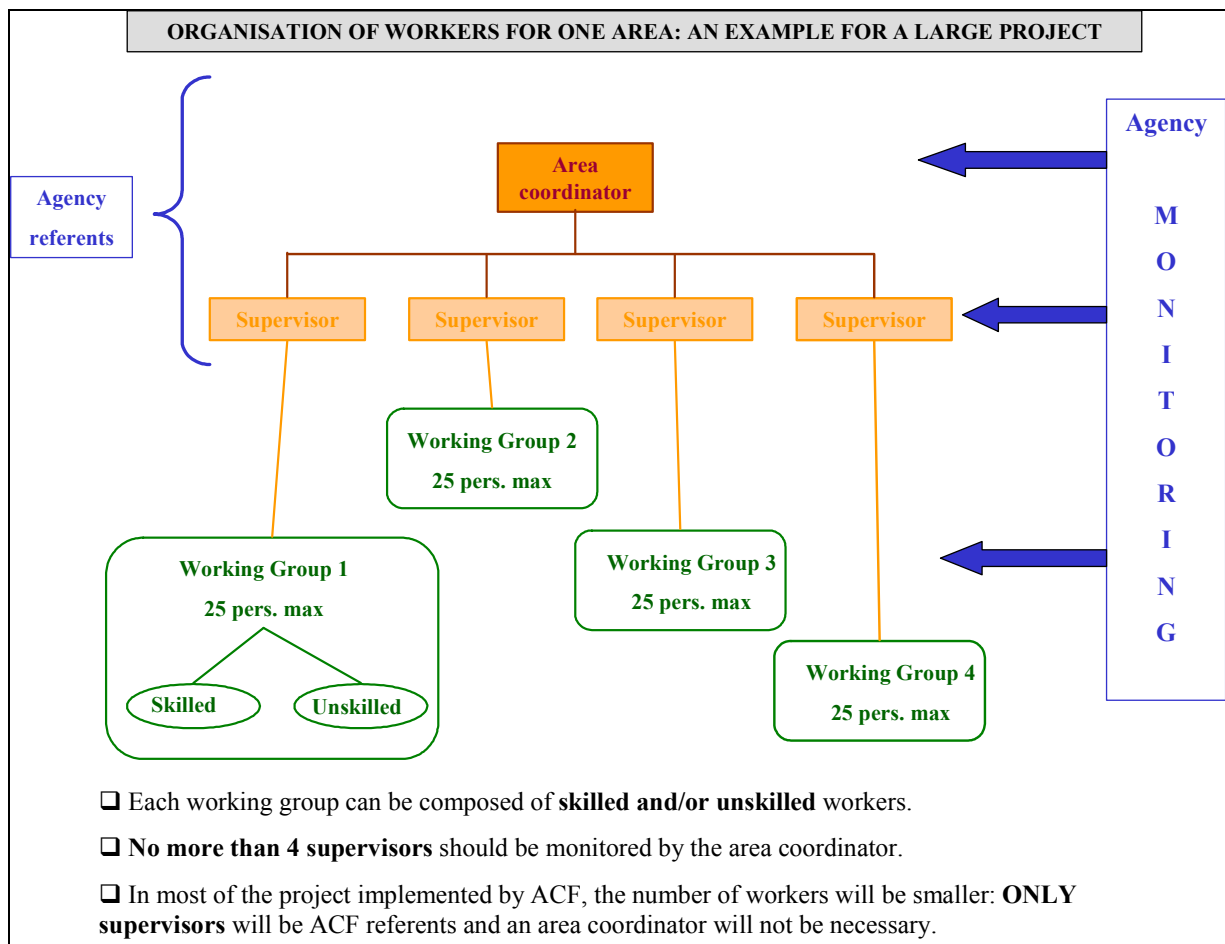 ORGANISATION OF WORKERS FOR ONE AREA: AN EXAMPLE FOR A LARGE PROJECT
Agency
referents
Area
coordinator
Supervisor
Supervisor
Supervisor
Supervisor
Working Group 1
25 pers. max
Skilled
Unskilled
Working Group 2
25 pers. max
Working Group 3
25 pers. max
Working Group 4
25 pers. max
Agency
M
O
N
I
T
O
R
I
N
G
❑ Each working group can be composed of skilled and/or unskilled workers.
❑ No more than 4 supervisors should be monitored by the area coordinator.
❑ In most of the project implemented by ACF, the number of workers will be smaller: ONLY
supervisors will be ACF referents and an area coordinator will not be necessary.